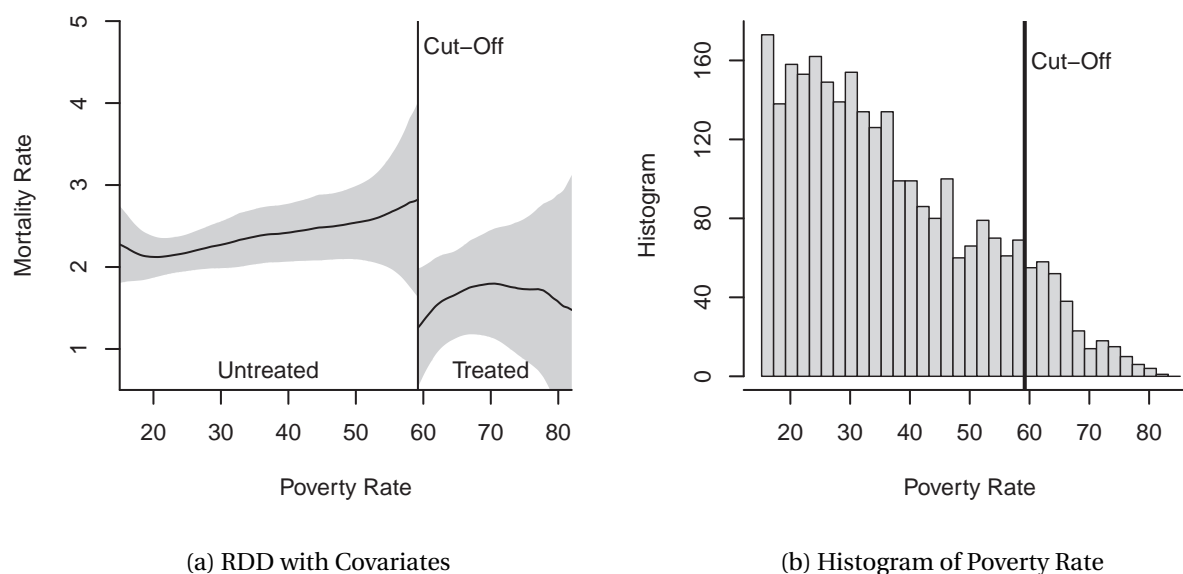 5
4
3
2
1
Mortality Rate
Cut–Off
Untreated
Treated
20 30 40 50 60 70 80
Poverty Rate
(a) RDD with Covariates
160
120
80
40
0
Histogram
Cut–Off
20 30 40 50 60 70 80
Poverty Rate
(b) Histogram of Poverty Rate